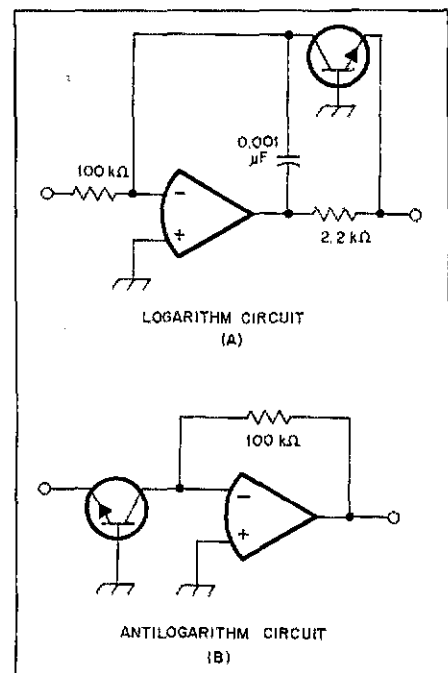 0.001
µF
100 kΩ
−
+
2.2 kΩ
LOGARITHM CIRCUIT
(A)
100 kΩ
−
+
ANTILOGARITHM CIRCUIT
(B)